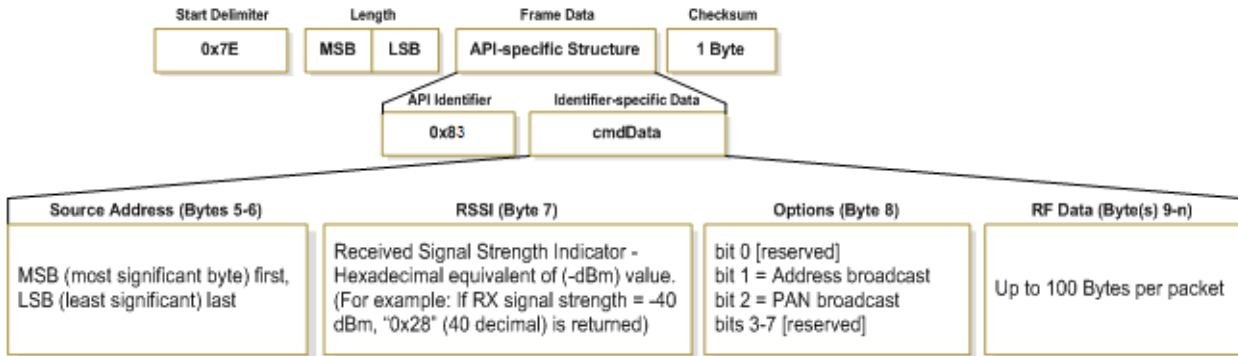 Start Delimiter
Length
Frame Data
Checksum
0x7E
MSB
LSB
API-specific Structure
1 Byte
API Identifier
Identifier-specific Data
0x83
cmdData
Source Address (Bytes 5-6)
MSB (most significant byte) first,
LSB (least significant) last
RSSI (Byte 7)
Received Signal Strength Indicator -
Hexadecimal equivalent of (-dBm) value.
(For example: If RX signal strength = -40
dBm, “0x28” (40 decimal) is returned)
Options (Byte 8)
bit 0 [reserved]
bit 1 = Address broadcast
bit 2 = PAN broadcast
bits 3-7 [reserved]
RF Data (Byte(s) 9-n)
Up to 100 Bytes per packet